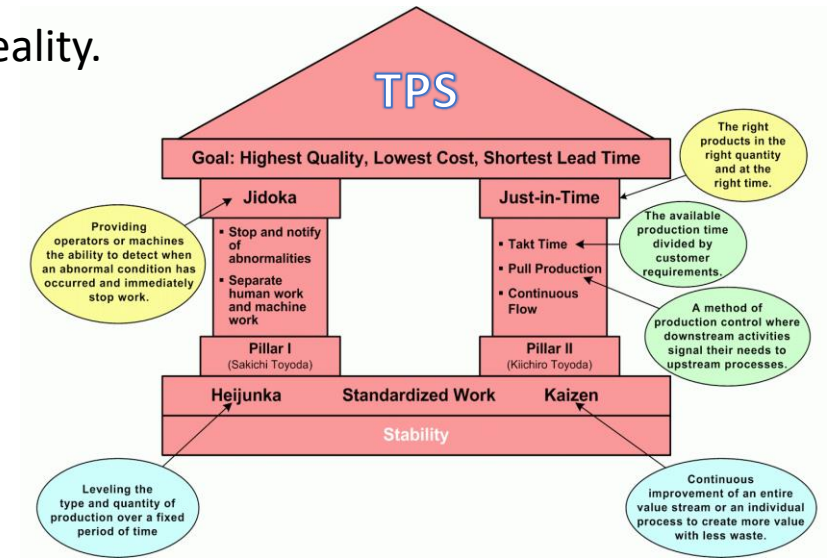 eality.
TPS
Goal: Highest Quality, Lowest Cost, Shortest Lead Time
The right
products in the
right quantity
and at the
right time.
Jidoka
Just-in-Time
Providing
operators or machines
the ability to detect when
an abnormal condition has
occurred and immediately
stop work.
▪ Stop and notify
of
abnormalities
▪ Separate
human work
and machine
work
▪ Takt Time
▪ Pull Production
▪ Continuous
Flow
The available
production time
divided by
customer
requirements.
A method of
production control where
downstream activities
signal their needs to
upstream processes.
Pillar I
(Sakichi Toyoda)
Pillar II
(Kiichiro Toyoda)
Heijunka Standardized Work Kaizen
Stability
Leveling the
type and quantity of
production over a fixed
period of time
Continuous
improvement of an entire
value stream or an individual
process to create more value
with less waste.